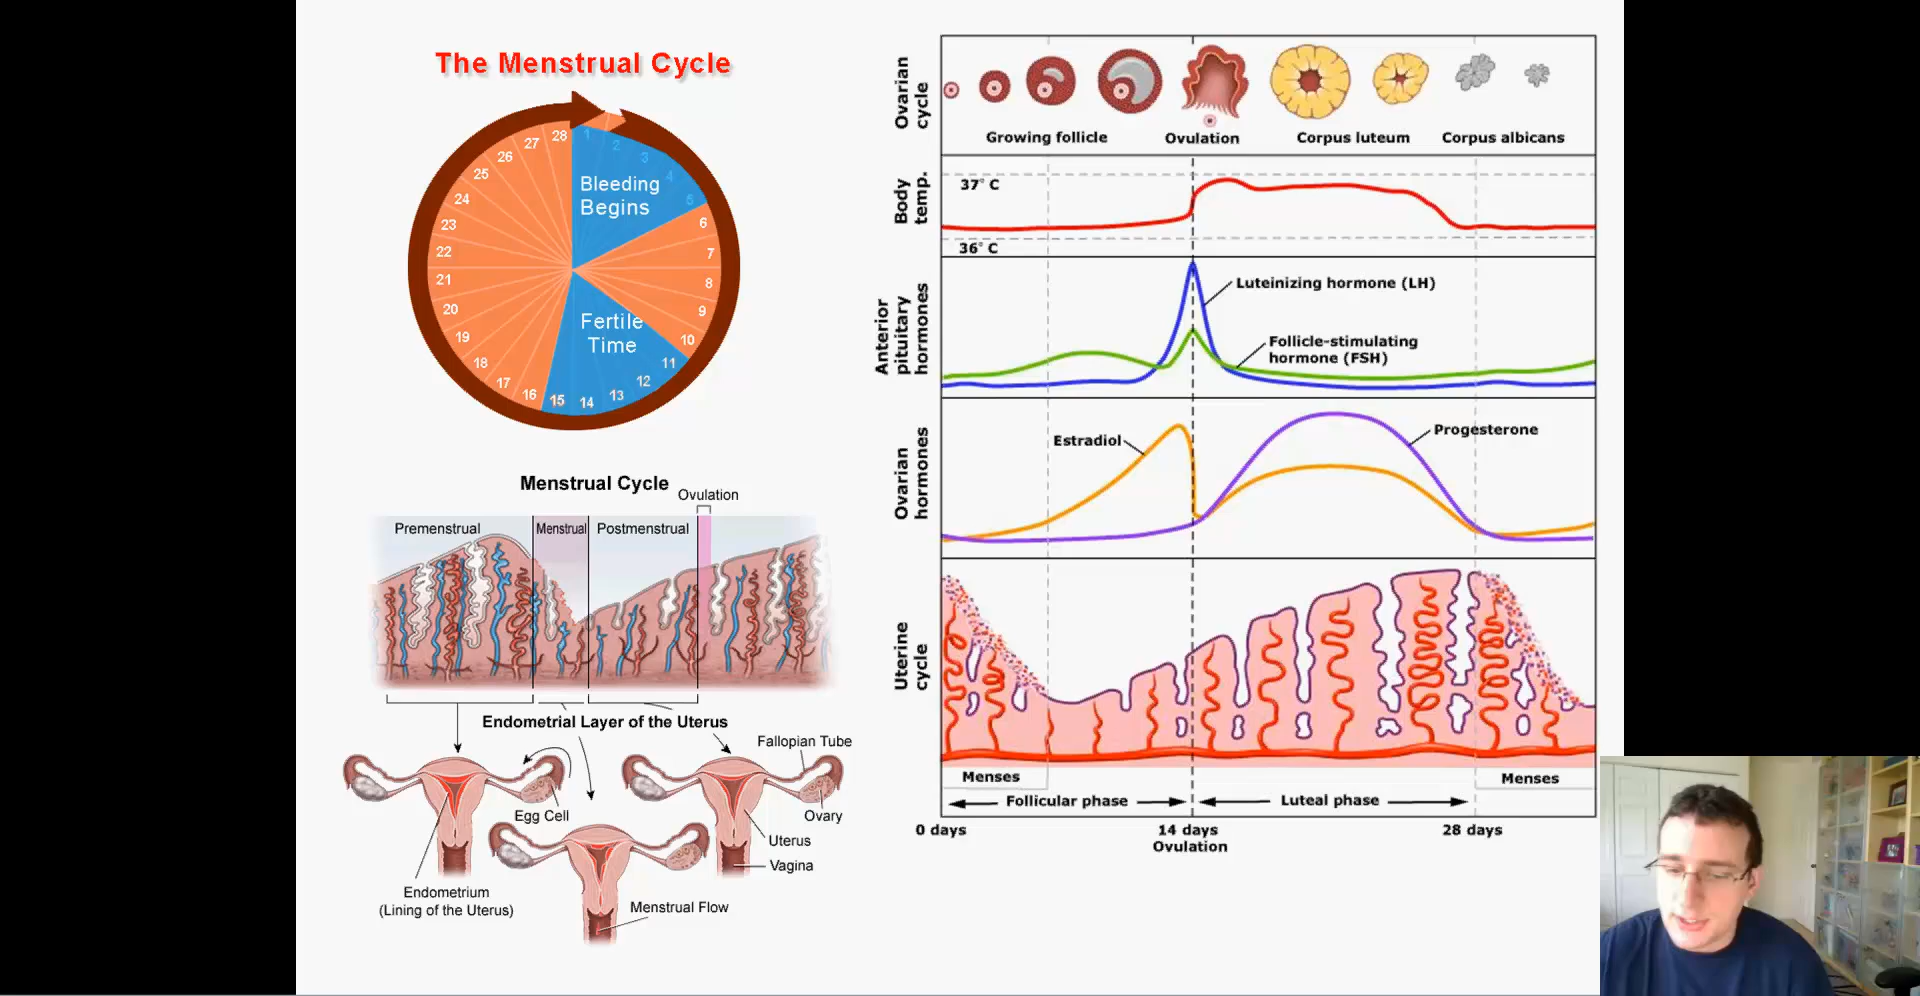 The Menstrual Cycle
28
1
2
3
4
5
6
7
8
9
10
11
12
13
14
15
16
17
18
19
20
21
22
23
24
25
26
27
Bleeding
Begins
Fertile
Time
Menstrual Cycle
Ovulation
Premenstrual
Menstrual
Postmenstrual
Endometrial Layer of the Uterus
Fallopian Tube
Egg Cell
Ovary
Uterus
Vagina
Endometrium
(Lining of the Uterus)
Menstrual Flow
Ovarian
cycle
Growing follicle
Ovulation
Corpus luteum
Corpus albicans
Body
temp.
37° C
36° C
Anterior
pituitary
hormones
Luteinizing hormone (LH)
Follicle-stimulating
hormone (FSH)
Ovarian
hormones
Estradiol
Progesterone
Uterine
cycle
Menses
Menses
Follicular phase
Luteal phase
0 days
14 days
Ovulation
28 days